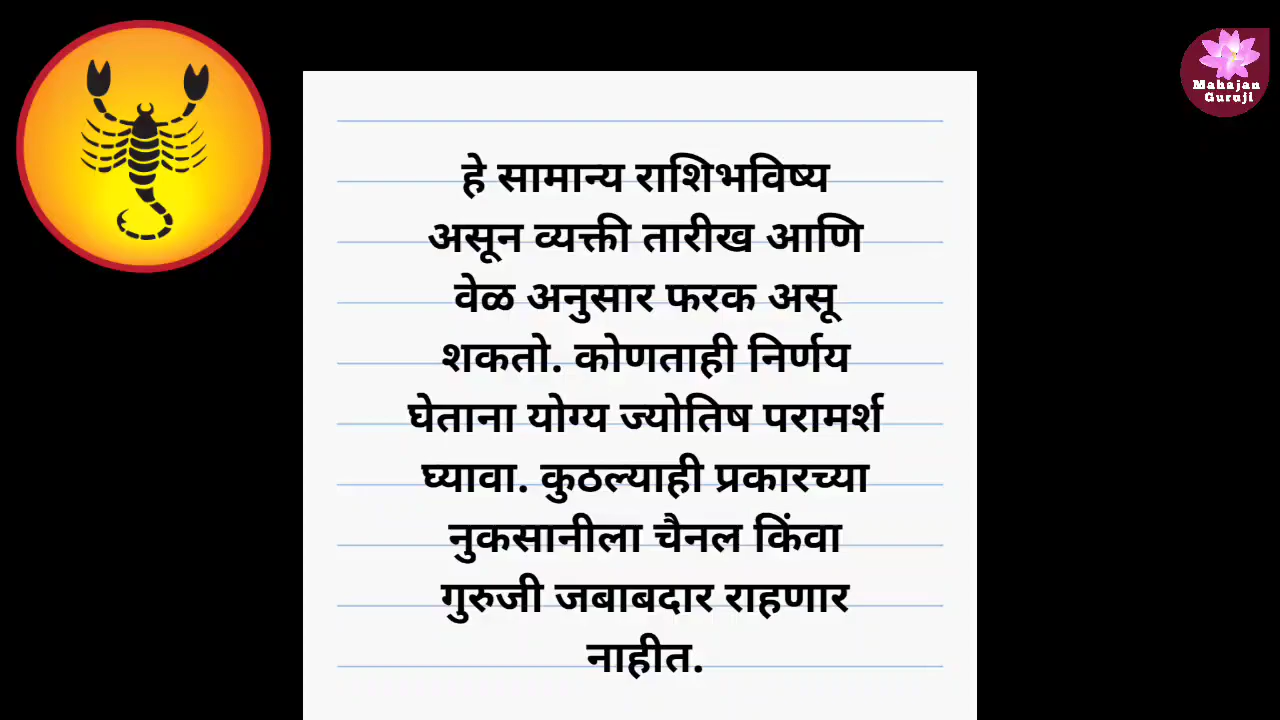 Mahajan
Guruji
हे सामान्य राशिभविष्य
असून व्यक्ती तारीख आणि
वेळ अनुसार फरक असू
शकतो. कोणताही निर्णय
घेताना योग्य ज्योतिष परामर्श
घ्यावा. कुठल्याही प्रकारच्या
नुकसानीला चैनल किंवा
गुरुजी जबाबदार राहणार
नाहीत.